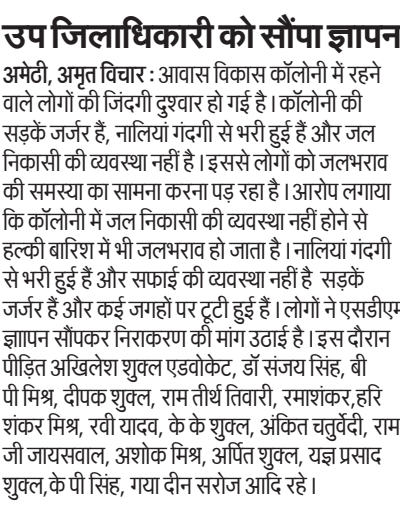 उप जिलाधिकारी को सौंपा ज्ञापन
अमेठी, अमृत विचार : आवास विकास कॉलोनी में रहने
वाले लोगों की जिंदगी दुश्वार हो गई है। कॉलोनी की
सड़कें जर्जर हैं, नालियां गंदगी से भरी हुई हैं और जल
निकासी की व्यवस्था नहीं है। इससे लोगों को जलभराव
की समस्या का सामना करना पड़ रहा है। आरोप लगाया
कि कॉलोनी में जल निकासी की व्यवस्था नहीं होने से
हल्की बारिश में भी जलभराव हो जाता है। नालियां गंदगी
से भरी हुई हैं और सफाई की व्यवस्था नहीं है सड़कें
जर्जर हैं और कई जगहों पर टूटी हुई हैं। लोगों ने एसडीएम
ज्ञाापन सौंपकर निराकरण की मांग उठाई है। इस दौरान
पीड़ित अखिलेश शुक्ल एडवोकेट, डॉ संजय सिंह, बी
पी मिश्र, दीपक शुक्ल, राम तीर्थ तिवारी, रमाशंकर,हरि
शंकर मिश्र, रवी यादव, के के शुक्ल, अंकित चतुर्वेदी, राम
जी जायसवाल, अशोक मिश्र, अर्पित शुक्ल, यज्ञ प्रसाद
शुक्ल,के पी सिंह, गया दीन सरोज आदि रहे।